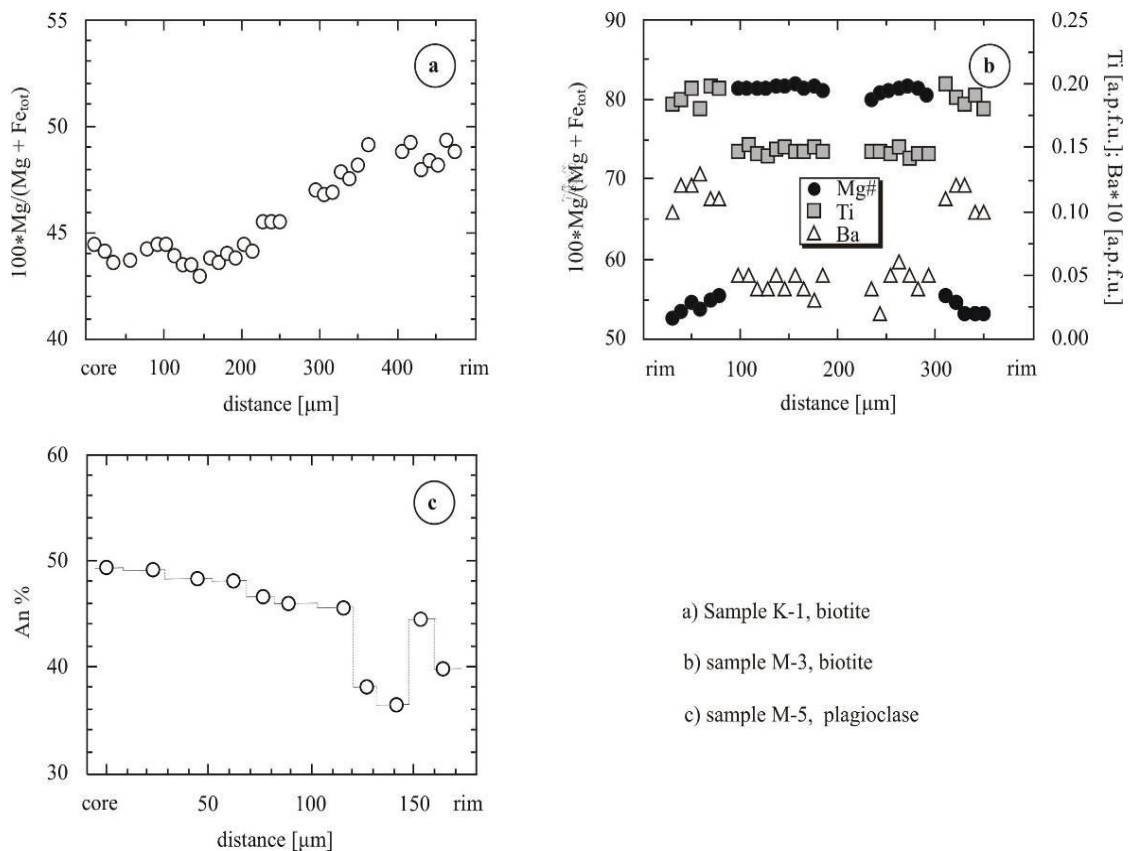 55
50
45
40
100*Mg/(Mg + Fetot)
a
core 100 200 300 400 rim
distance [μm]
90
80
70
60
50
100*Mg/(Mg + Fetot)
b
Mg#
Ti
Ba
0.25
0.20
0.15
0.10
0.05
0.00
Ti [a.p.f.u.]; Ba*10 [a.p.f.u.]
rim 100 200 300 rim
distance [μm]
60
50
40
30
An %
c
core 50 100 150 rim
distance [μm]
a) Sample K-1, biotite
b) sample M-3, biotite
c) sample M-5, plagioclase